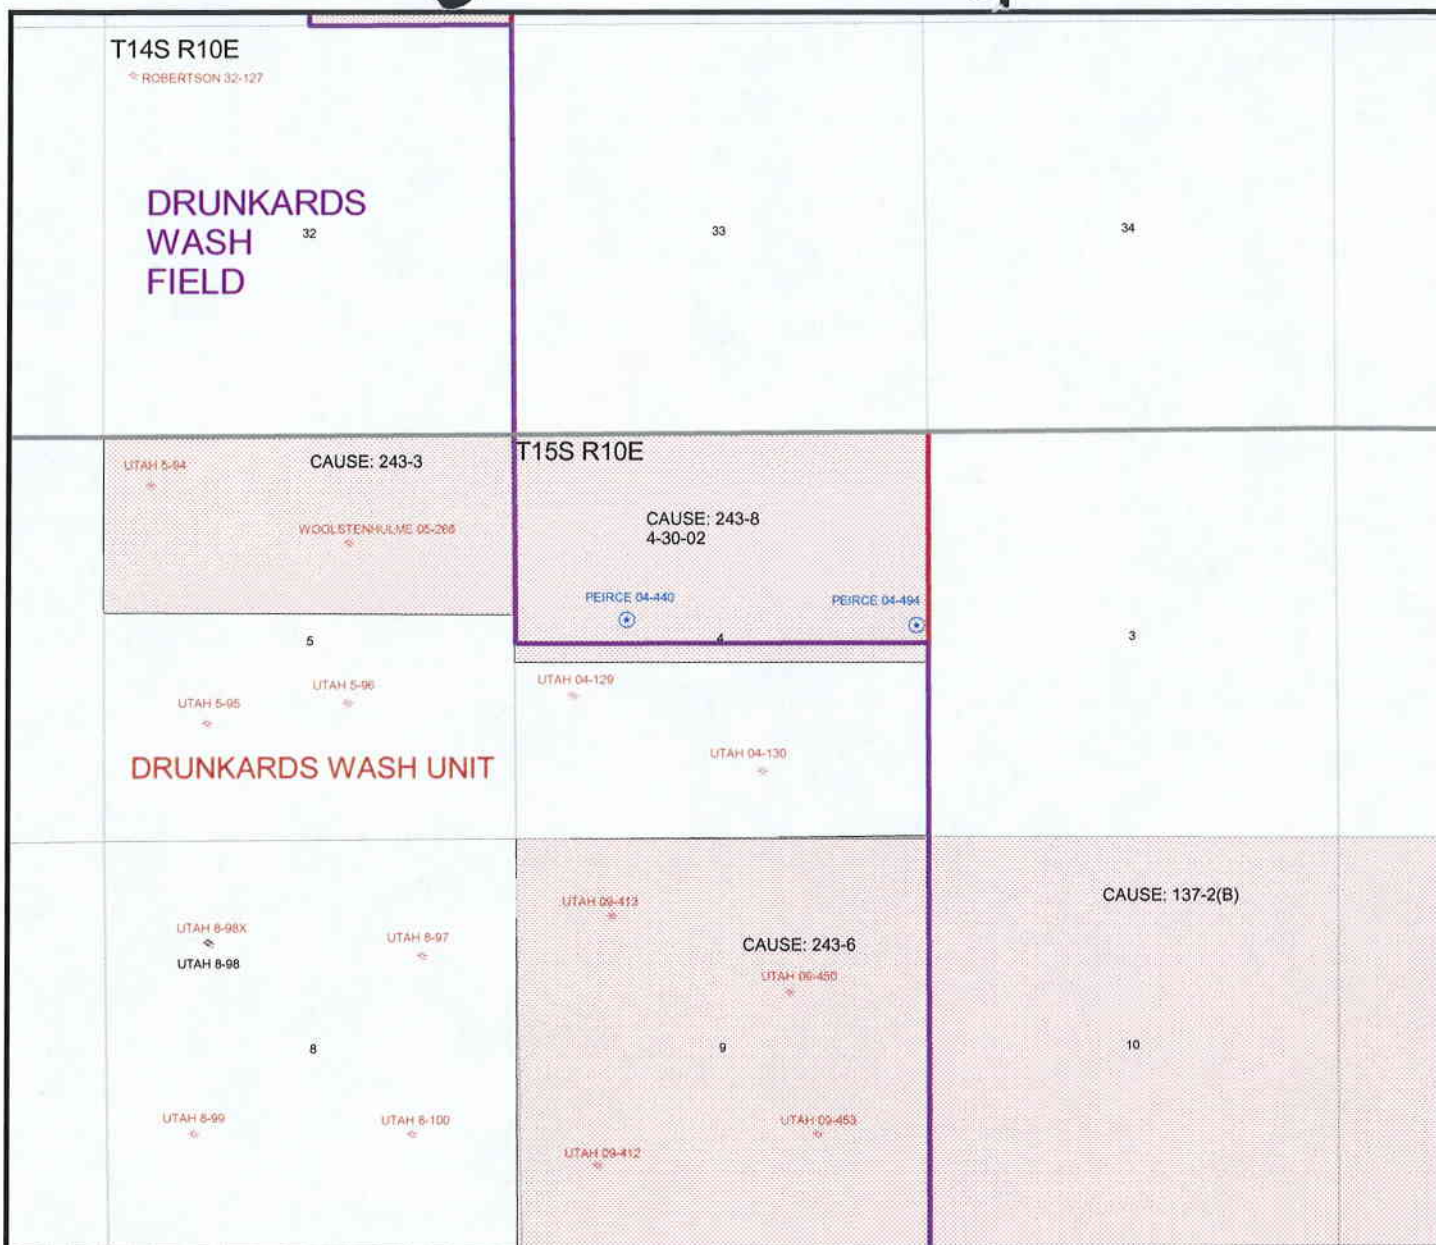 T14S R10E
ROBERTSON 32-127
DRUNKARDS
WASH
FIELD
32
33
34
UTAH 5-94
CAUSE: 243-3
WOOLSTENHULME 05-266
T15S R10E
CAUSE: 243-8
4-30-02
PEIRCE 04-440
PEIRCE 04-494
5
4
3
UTAH 5-95
UTAH 5-96
UTAH 04-129
UTAH 04-130
DRUNKARDS WASH UNIT
UTAH 8-98X
UTAH 8-98
UTAH 8-97
UTAH 09-413
CAUSE: 243-6
UTAH 09-450
CAUSE: 137-2(B)
8
9
10
UTAH 8-99
UTAH 8-100
UTAH 09-453
UTAH 09-412